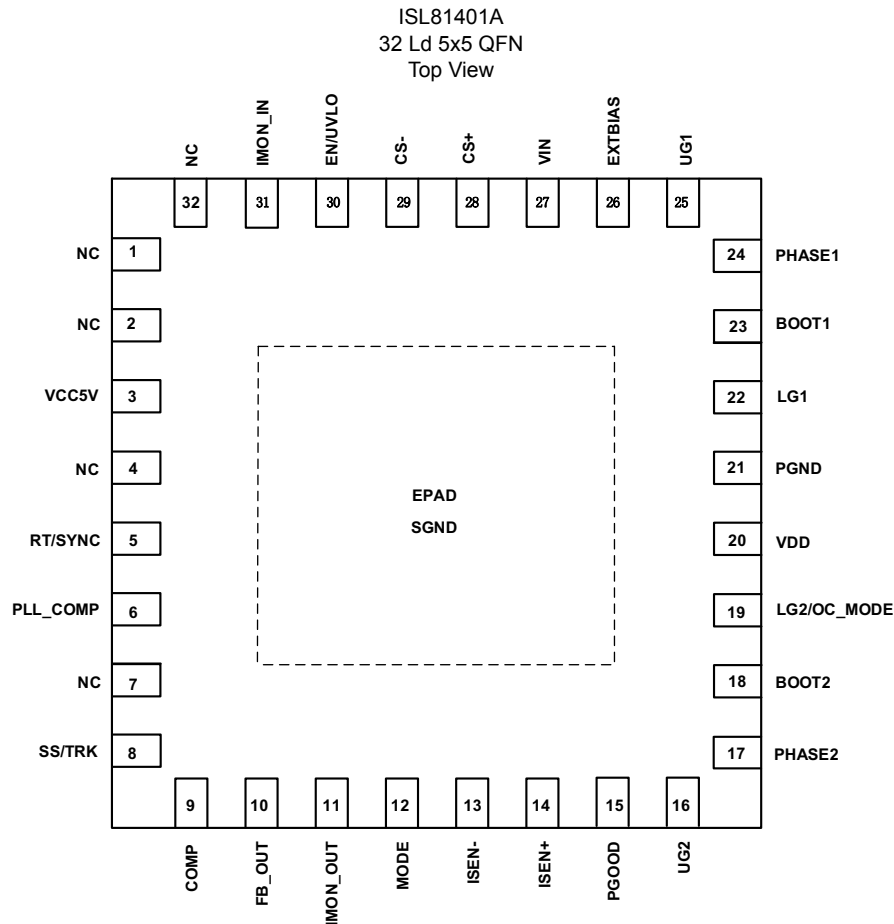 ISL81401A
32 Ld 5x5 QFN
Top View
NC
IMON_IN
EN/UVLO
CS-
CS+
VIN
EXTBIAS
UG1
32
31
30
29
28
27
26
25
NC 1
NC 2
VCC5V 3
NC 4
RT/SYNC 5
PLL_COMP 6
NC 7
SS/TRK 8
EPAD
SGND
24 PHASE1
23 BOOT1
22 LG1
21 PGND
20 VDD
19 LG2/OC_MODE
18 BOOT2
17 PHASE2
9
10
11
12
13
14
15
16
COMP
FB_OUT
IMON_OUT
MODE
ISEN-
ISEN+
PGOOD
UG2